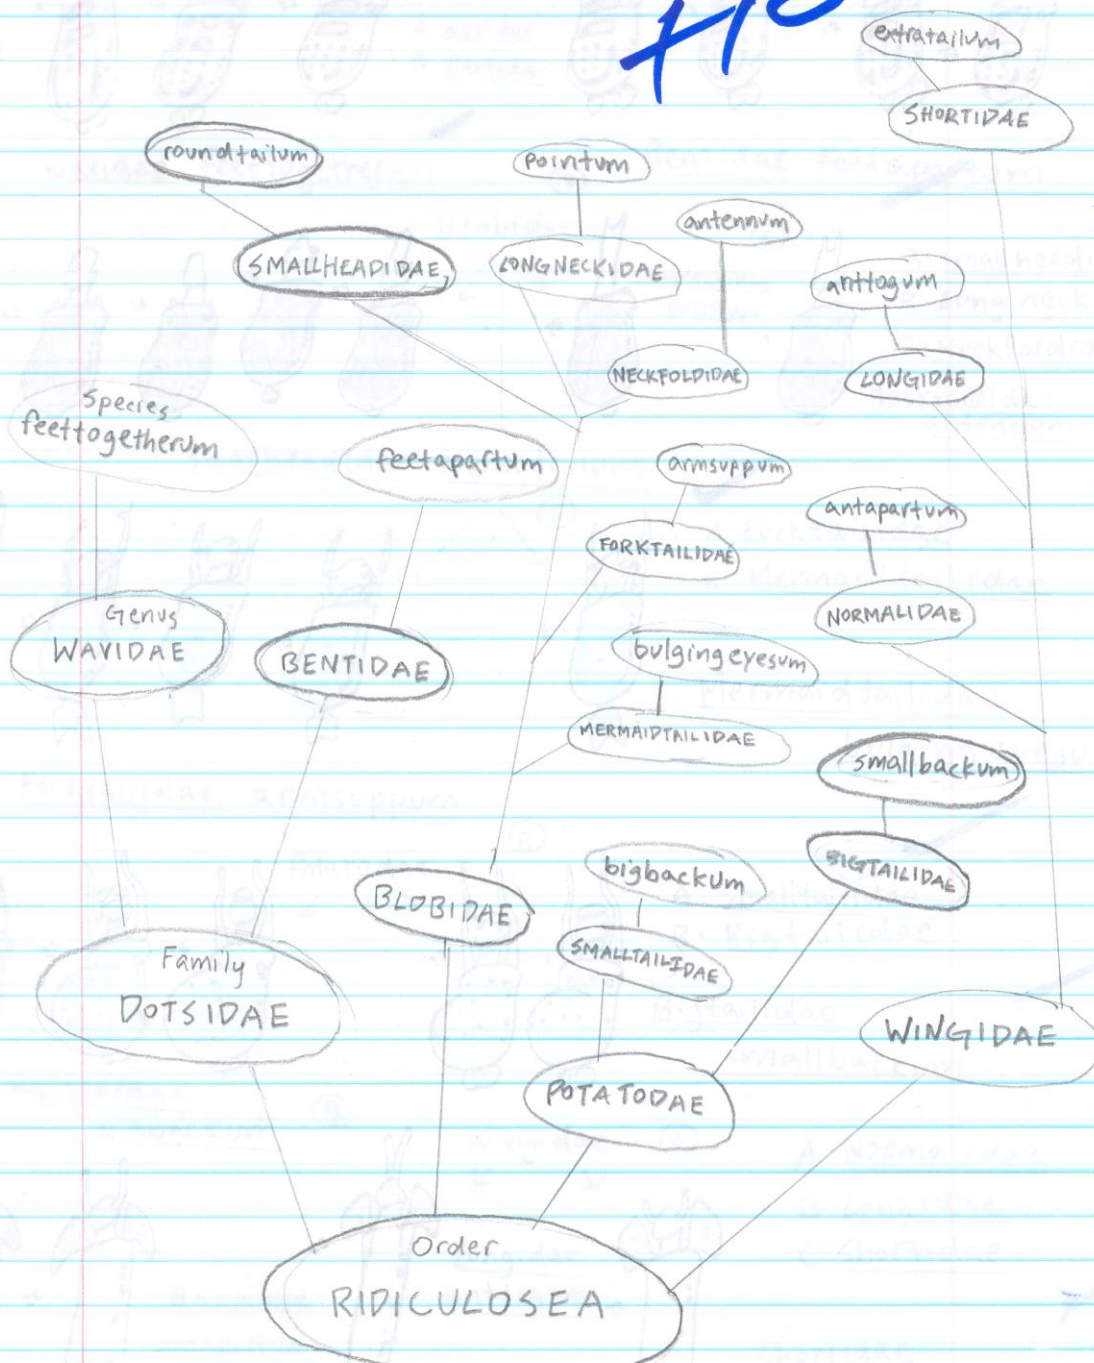 extratailum
SHORTIDAE
roundtailum
pointum
antennum
SMALLHEADIDAE
LONGNECKIDAE
anttagum
NECKFOLDIDAE
LONGIDAE
Species
feettogetherum
feetapartum
armsuppum
antapartum
FORKTAILIDAE
Genus
WAVIDAE
BENTIDAE
NORMALIDAE
bulgingeyesum
MERMAIDTAILIDAE
smallbackum
bigbackum
BIGTAILIDAE
BLOBIDAE
SMALLTAILIDAE
Family
DOTSIDAE
WINGIDAE
POTATODAE
Order
RIDICULOSEA